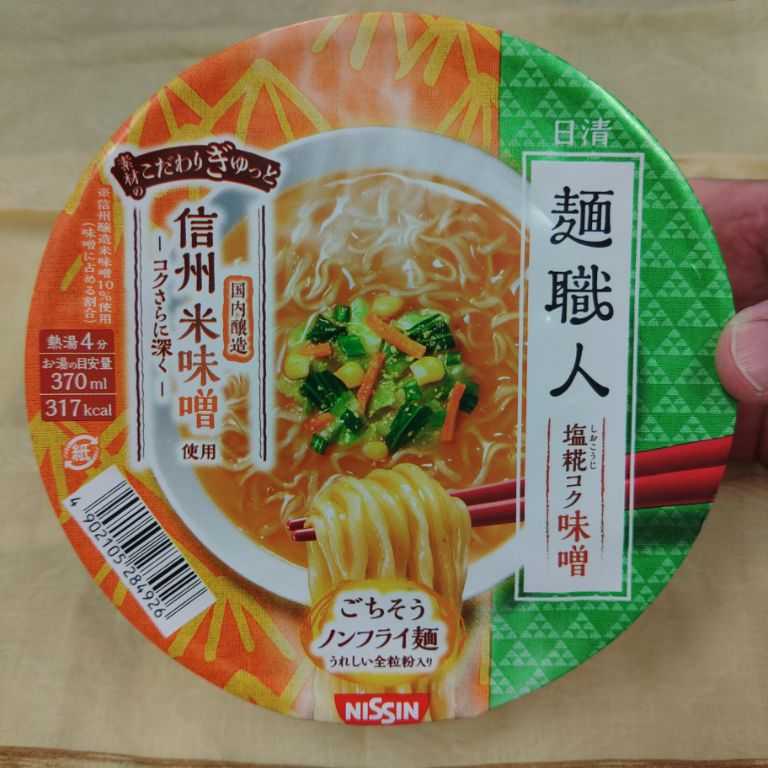 日清
麺職人
しおこうじ
塩糀コク味噌
素材のこだわりぎゅっと
国内醸造
信州米味噌
使用
ーコクさらに深くー
※信州醸造米味噌10%使用
(味噌に占める割合)
熱湯4分
お湯の目安量
370ml
317kcal
紙
4 902105 284926
ごちそう
ノンフライ麺
うれしい全粒粉入り
NISSIN